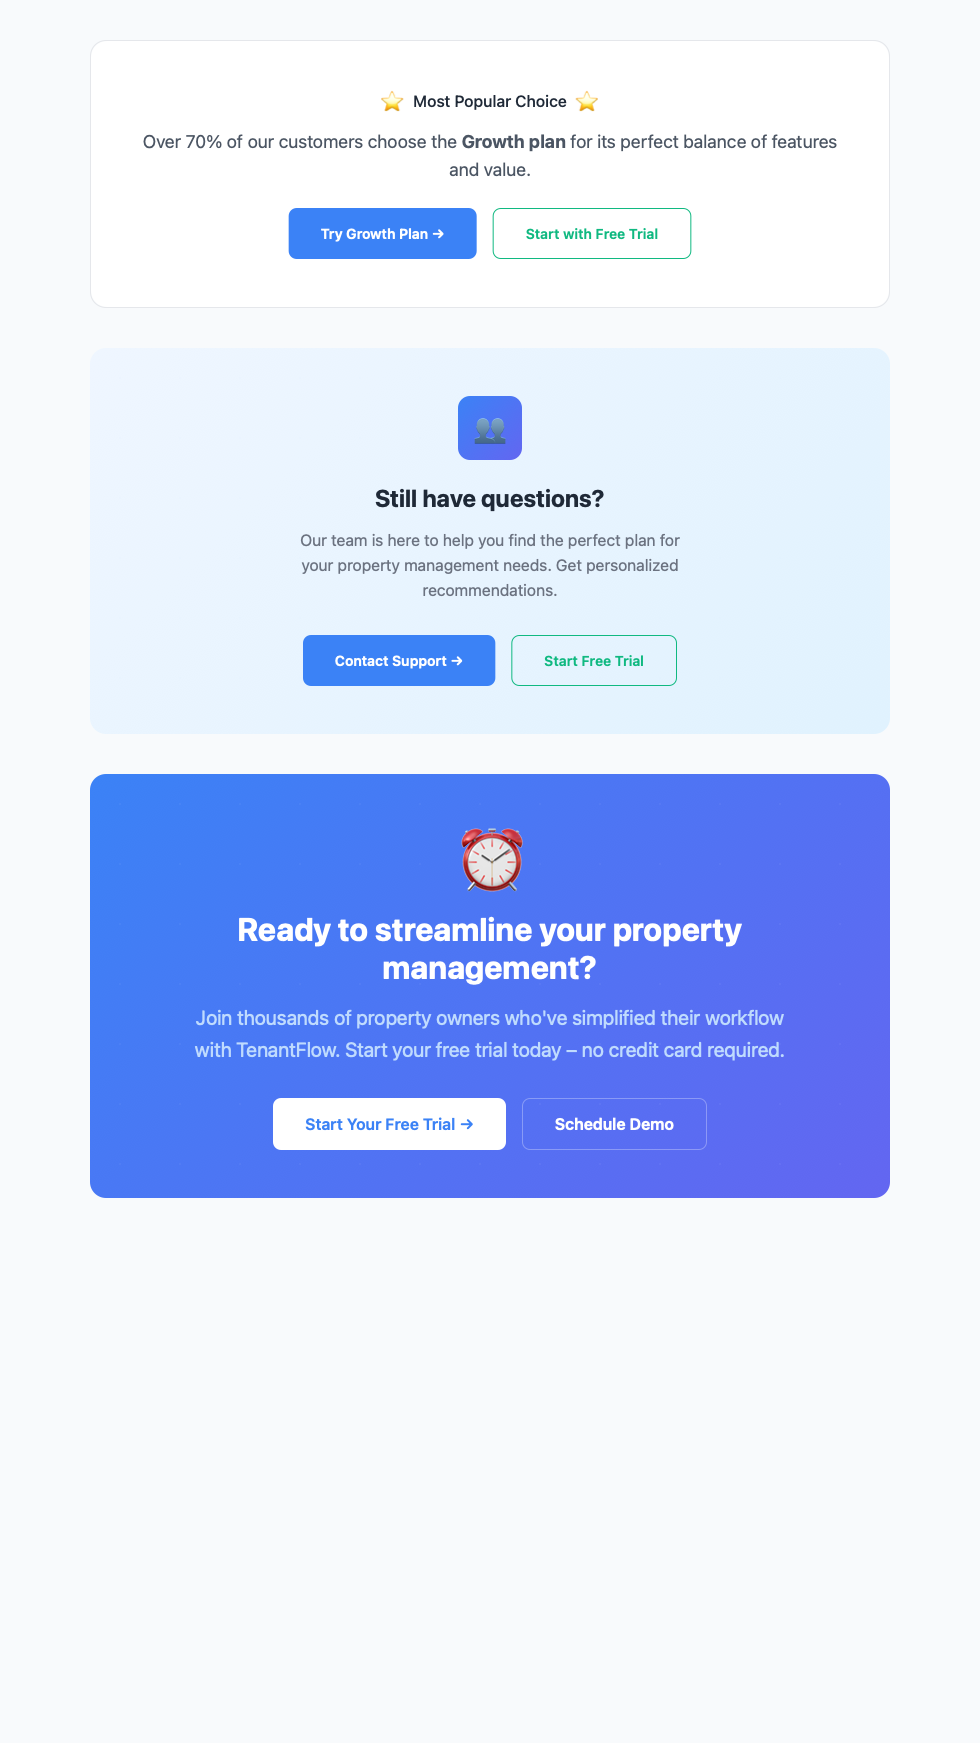 ⭐ Most Popular Choice ⭐
Over 70% of our customers choose the Growth plan for its perfect balance of features
and value.
Try Growth Plan → Start with Free Trial
Still have questions?
Our team is here to help you find the perfect plan for
your property management needs. Get personalized
recommendations.
Contact Support → Start Free Trial
Ready to streamline your property
management?
Join thousands of property owners who've simplified their workflow
with TenantFlow. Start your free trial today – no credit card required.
Start Your Free Trial → Schedule Demo